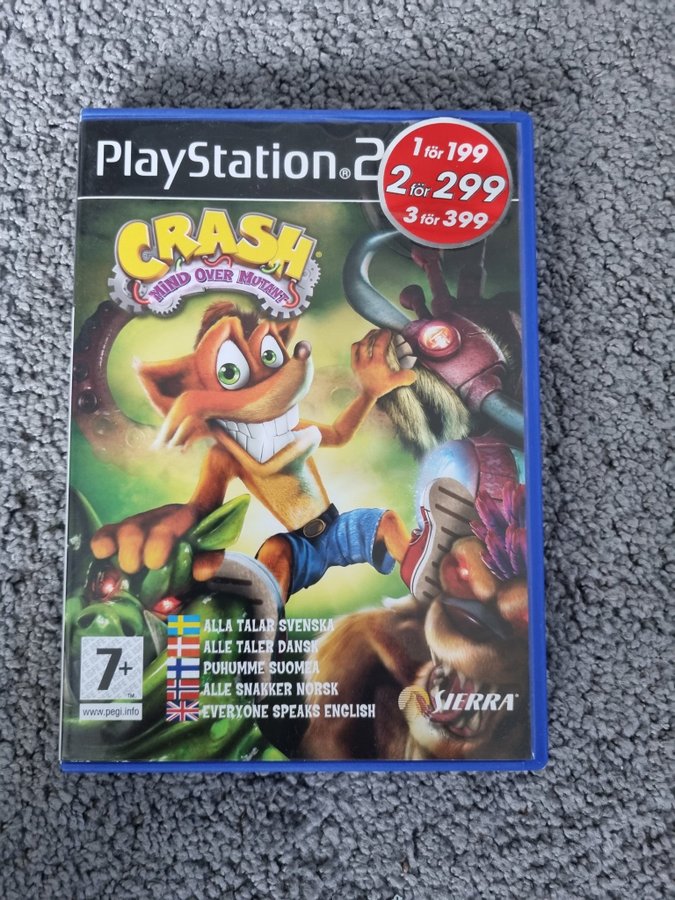 PlayStation®2
1 för 199
2 för 299
3 för 399
CRASH®
MIND OVER MUTANT
ALLA TALAR SVENSKA
ALLE TALER DANSK
PUHUMME SUOMEA
ALLE SNAKKER NORSK
EVERYONE SPEAKS ENGLISH
7+
™
www.pegi.info
SIERRA®